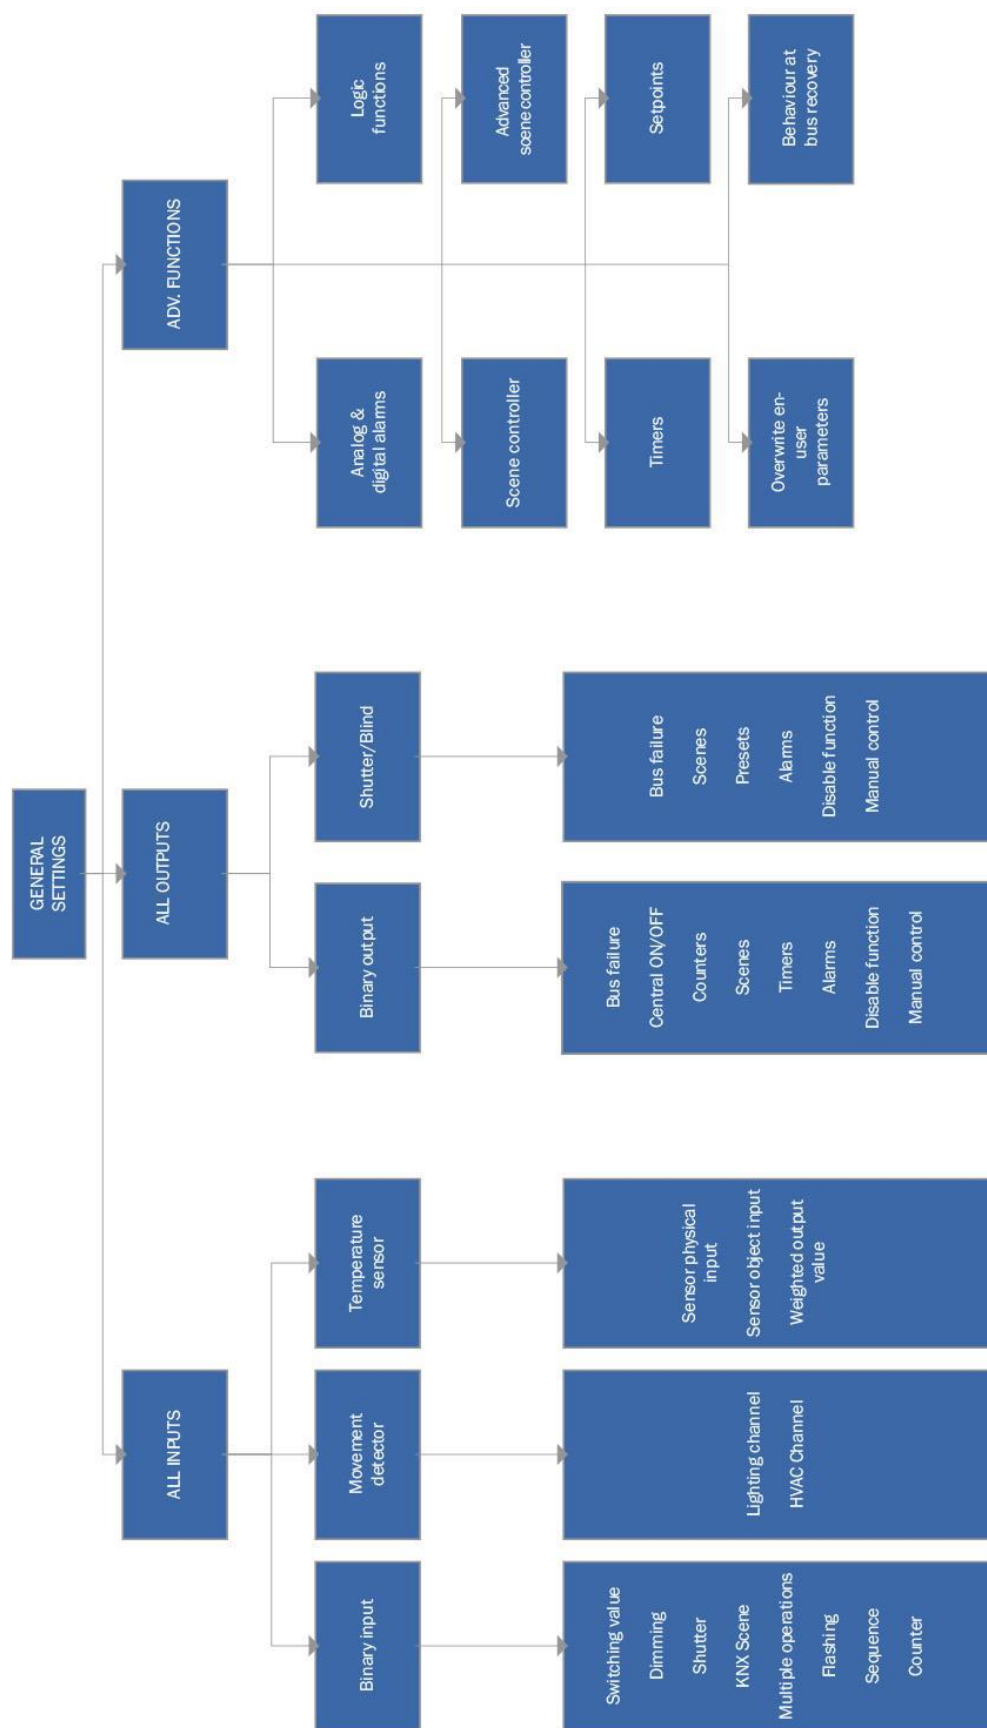 GENERAL
SETTINGS
ALL INPUTS
ALL OUTPUTS
ADV. FUNCTIONS
Binary input
Movement
detector
Temperature
sensor
Binary output
Shutter/Blind
Analog &
digital alarms
Logic
functions
Scene controller
Advanced
scene controller
Timers
Setpoints
Overwrite en-
user
parameters
Behaviour at
bus recovery
Switching value
Dimming
Shutter
KNX Scene
Multiple operations
Flashing
Sequence
Counter
Lighting channel
HVAC Channel
Sensor physical
input
Sensor object input
Weighted output
value
Bus failure
Central ON/OFF
Counters
Scenes
Timers
Alarms
Disable function
Manual control
Bus failure
Scenes
Presets
Alarms
Disable function
Manual control